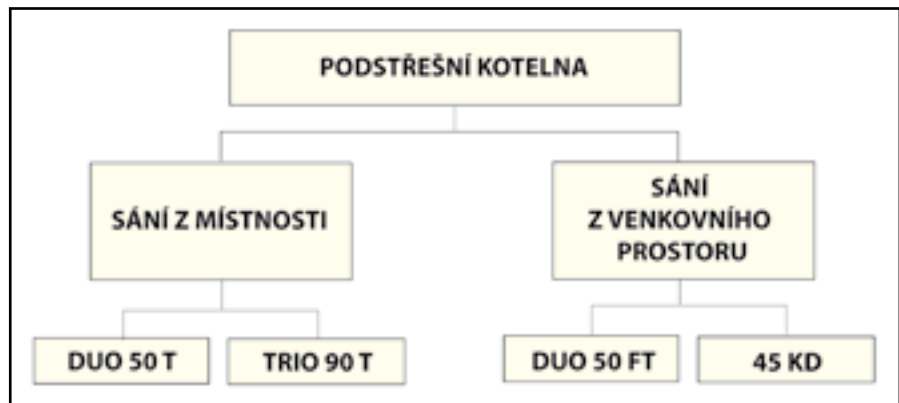 PODSTŘEŠNÍ KOTELNA
SÁNÍ Z MÍSTNOSTI
SÁNÍ
Z VENKOVNÍHO
PROSTORU
DUO 50 T
TRIO 90 T
DUO 50 FT
45 KD